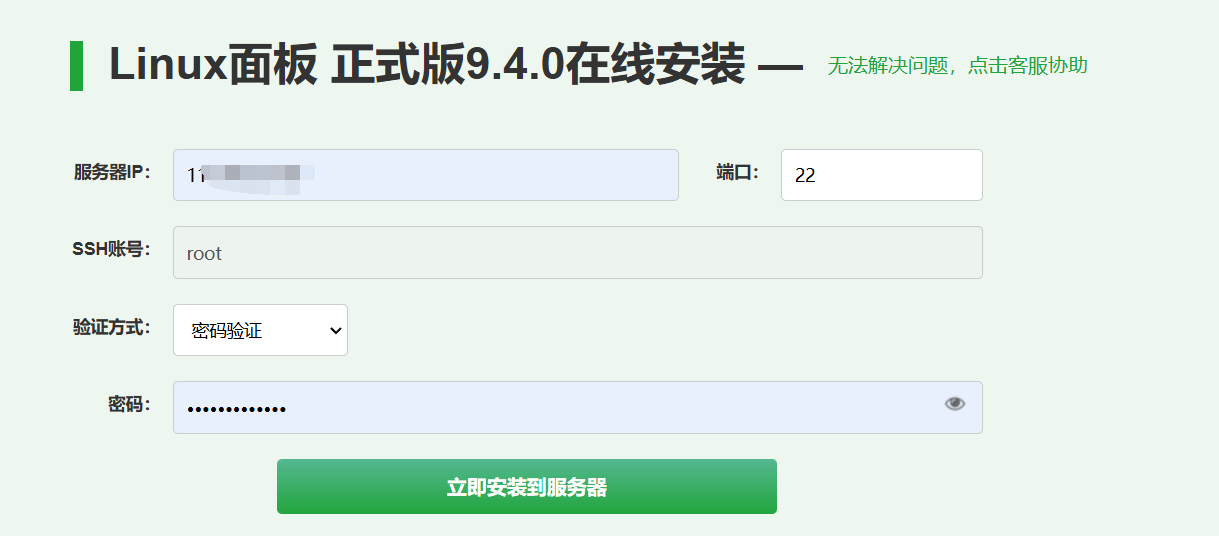 Linux面板 正式版9.4.0在线安装 — 无法解决问题，点击客服协助
服务器IP： 11 端口： 22
SSH账号： root
验证方式： 密码验证
密码： •••••••••••••
立即安装到服务器